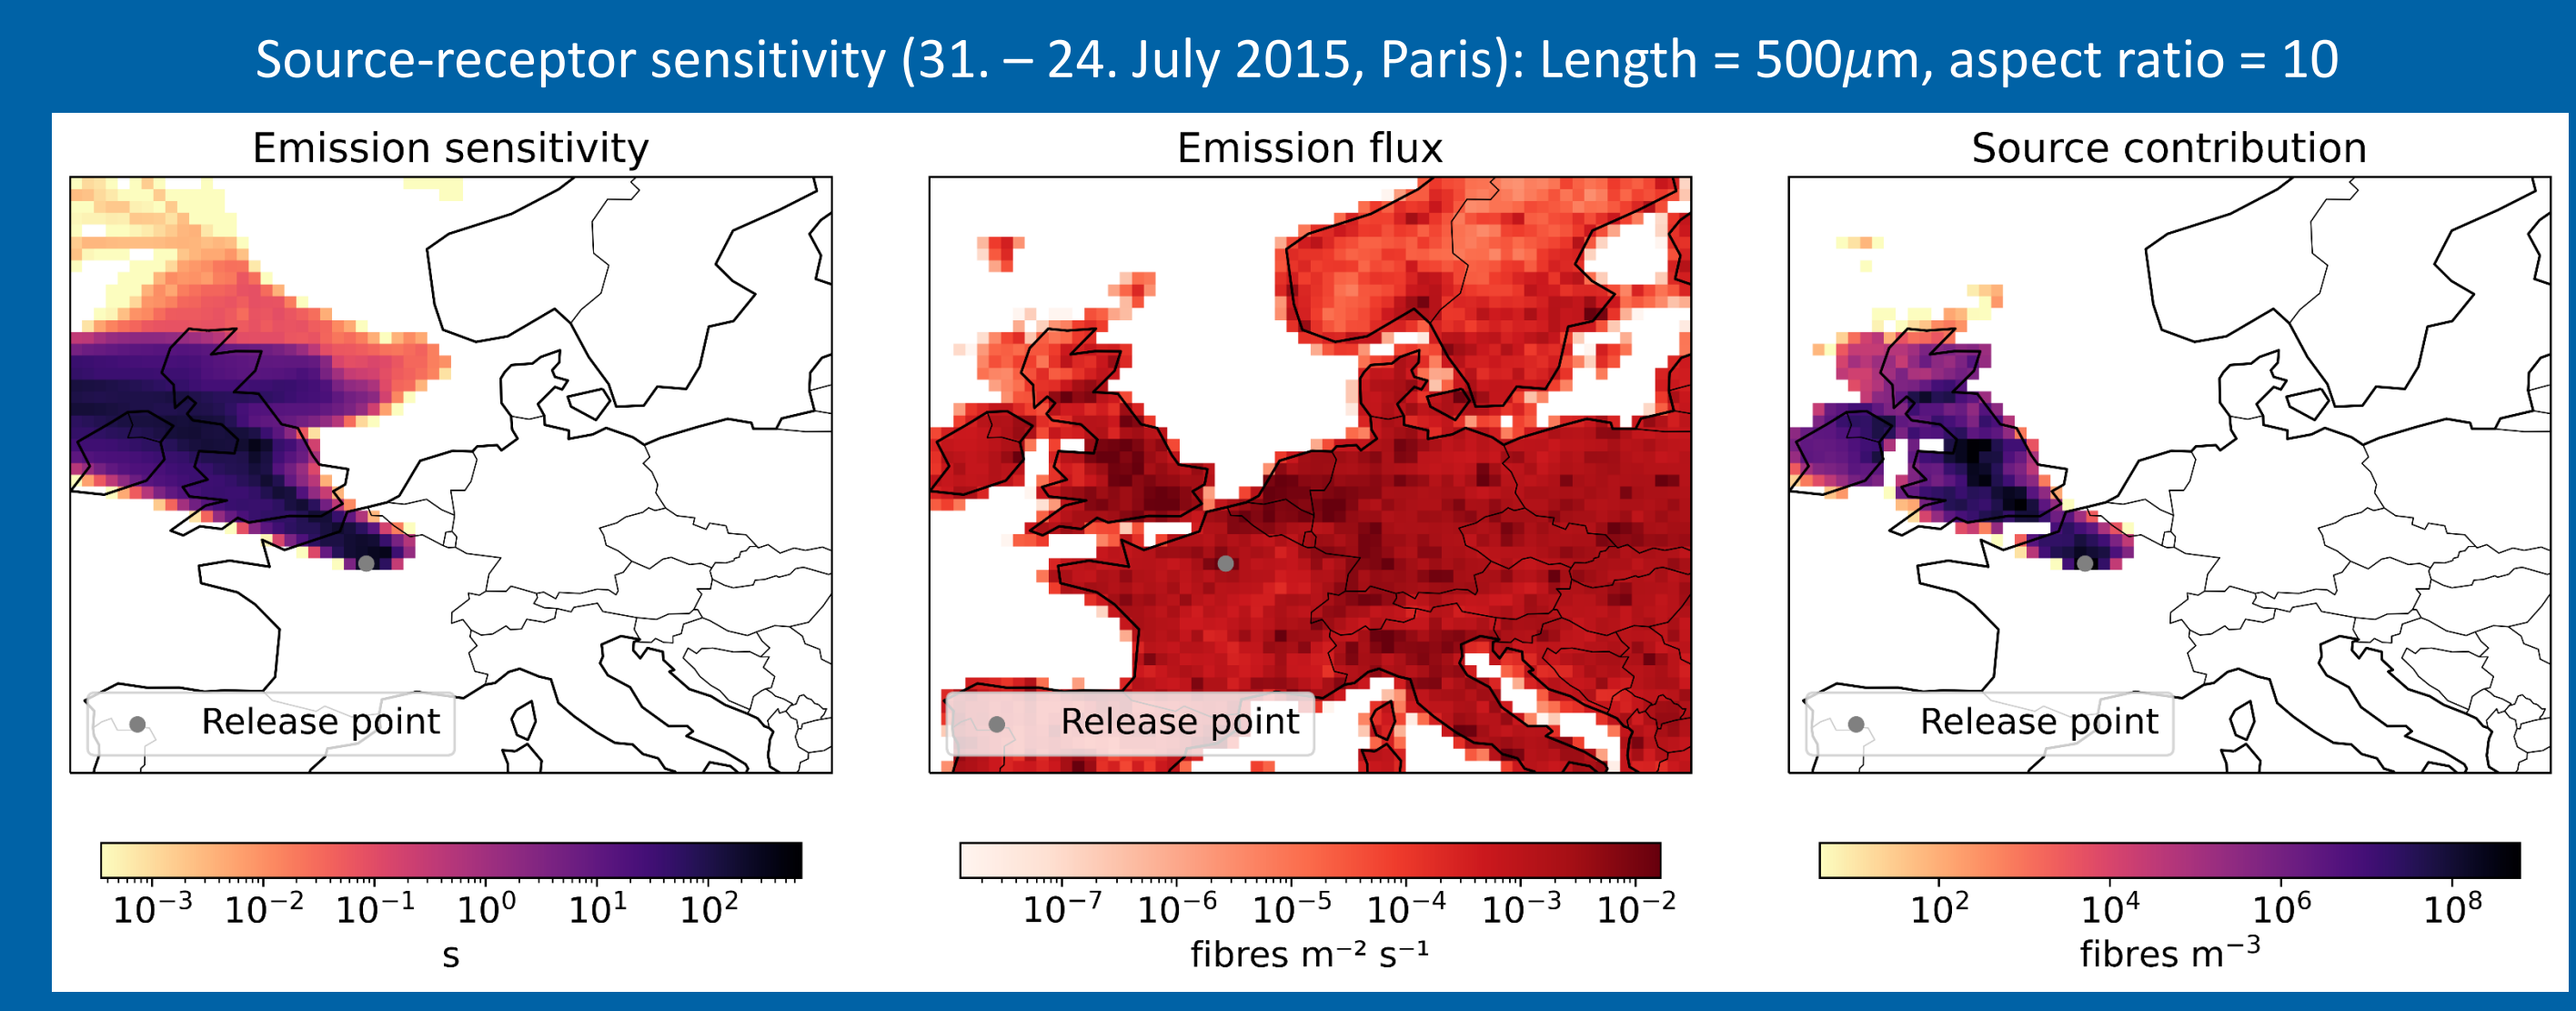 Source-receptor sensitivity (31. – 24. July 2015, Paris): Length = 500μm, aspect ratio = 10
Emission sensitivity
Emission flux
Source contribution
Release point
Release point
Release point
10⁻³ 10⁻² 10⁻¹ 10⁰ 10¹ 10²
s
10⁻⁷ 10⁻⁶ 10⁻⁵ 10⁻⁴ 10⁻³ 10⁻²
fibres m⁻² s⁻¹
10² 10⁴ 10⁶ 10⁸
fibres m⁻³